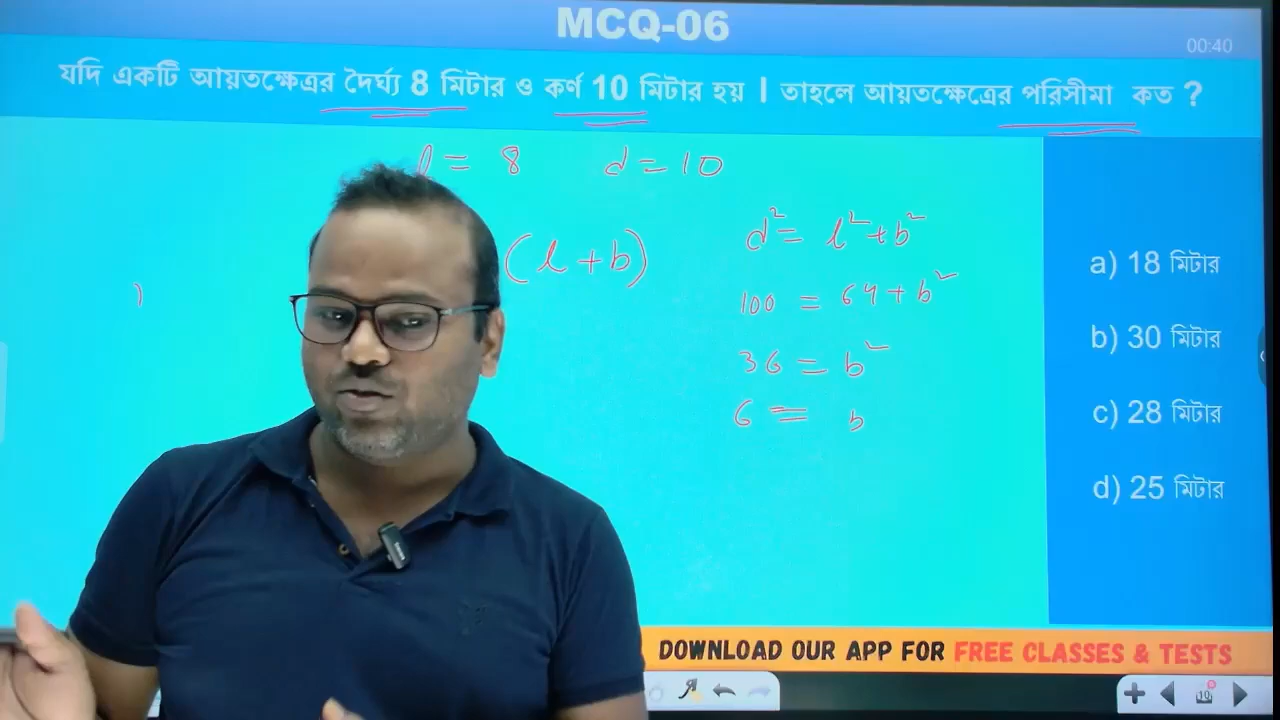 MCQ-06
00:40
যদি একটি আয়তক্ষেত্রর দৈর্ঘ্য 8 মিটার ও কর্ণ 10 মিটার হয় । তাহলে আয়তক্ষেত্রের পরিসীমা কত ?
l = 8 d = 10
(l + b)
d² = l² + b²
100 = 64 + b²
36 = b²
6 = b
a) 18 মিটার
b) 30 মিটার
c) 28 মিটার
d) 25 মিটার
DOWNLOAD OUR APP FOR FREE CLASSES & TESTS